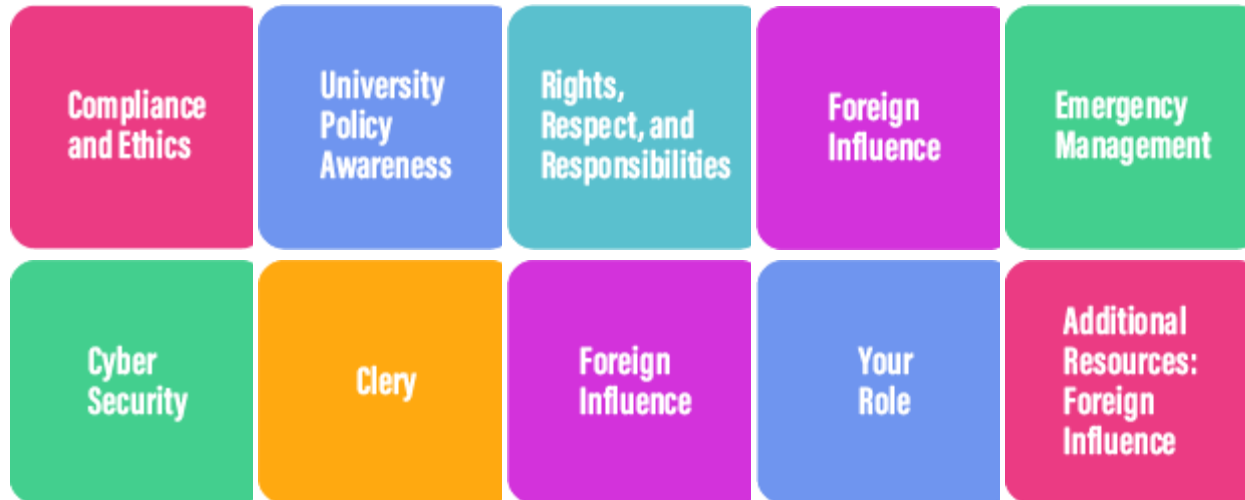 Compliance
and Ethics
University
Policy
Awareness
Rights,
Respect, and
Responsibilities
Foreign
Influence
Emergency
Management
Cyber
Security
Clery
Foreign
Influence
Your
Role
Additional
Resources:
Foreign
Influence